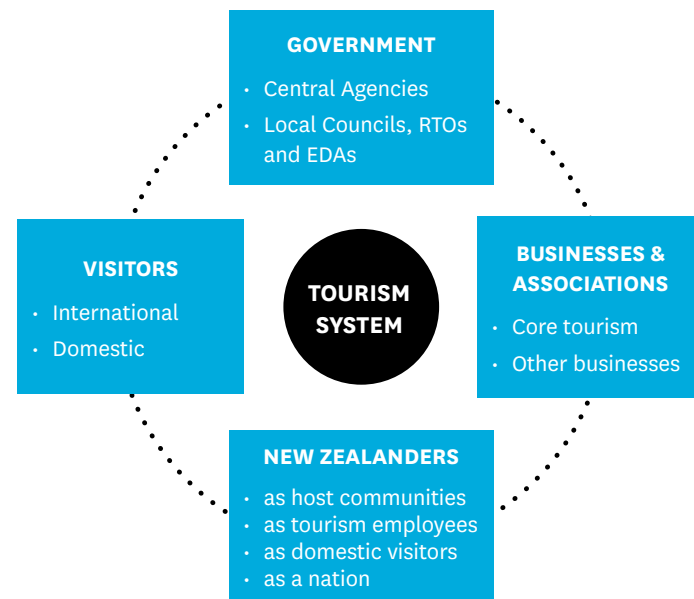 GOVERNMENT
• Central Agencies
• Local Councils, RTOs
and EDAs
VISITORS
• International
• Domestic
TOURISM
SYSTEM
BUSINESSES &
ASSOCIATIONS
• Core tourism
• Other businesses
NEW ZEALANDERS
• as host communities
• as tourism employees
• as domestic visitors
• as a nation